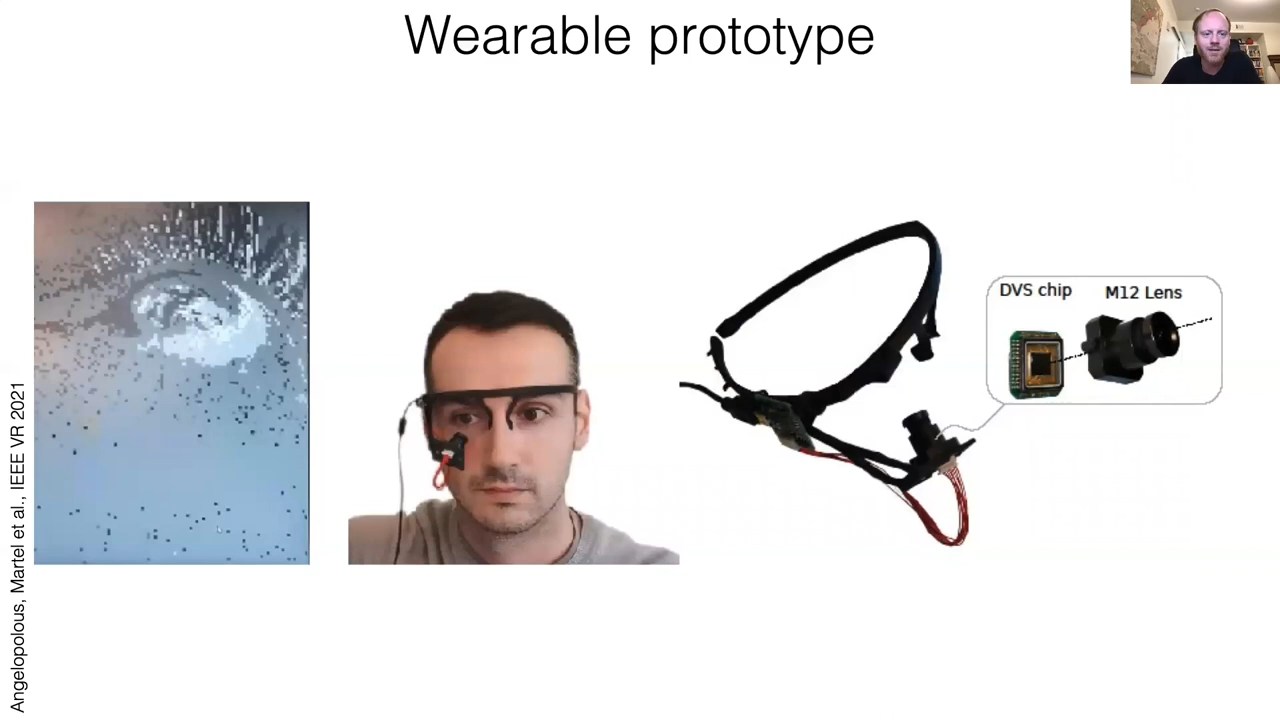 Wearable prototype
DVS chip
M12 Lens
Angelopolous, Martel et al., IEEE VR 2021